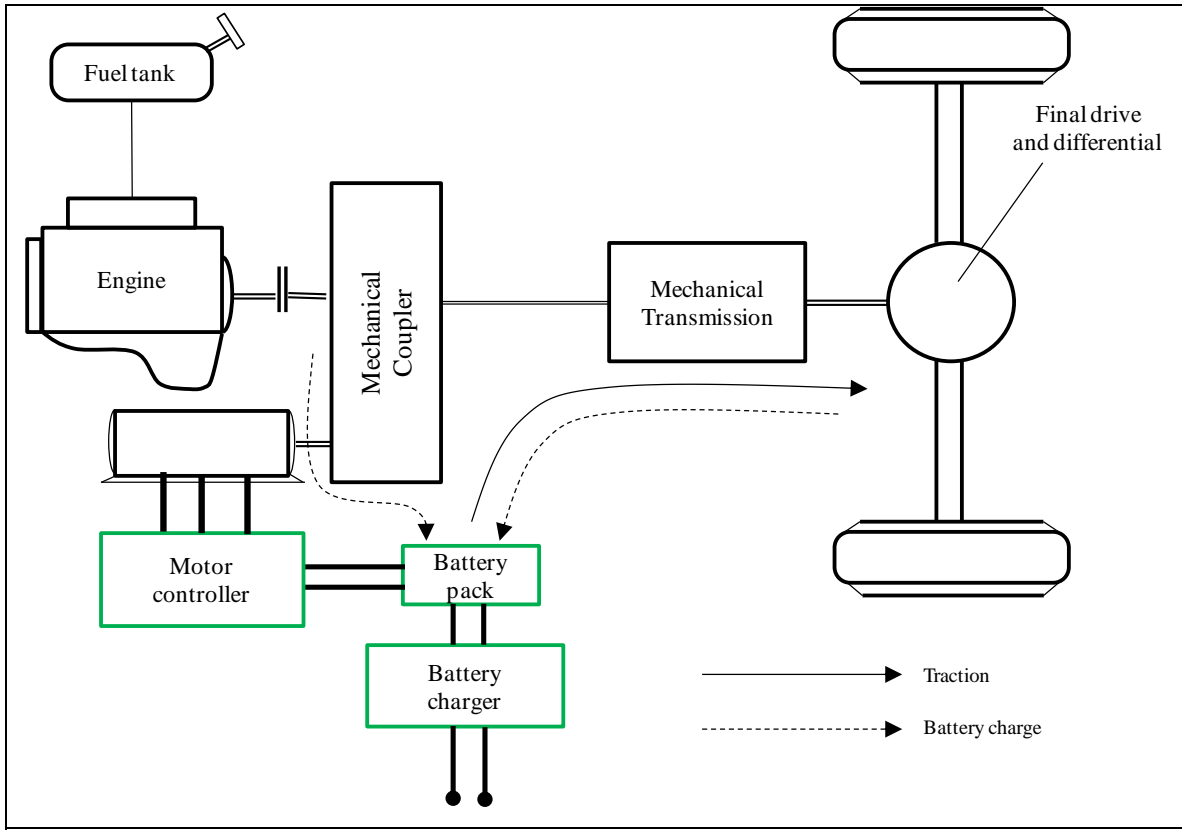 Fuel tank
Final drive
and differential
Engine
Mechanical
Coupler
Mechanical
Transmission
Motor
controller
Battery
pack
Battery
charger
Traction
Battery charge